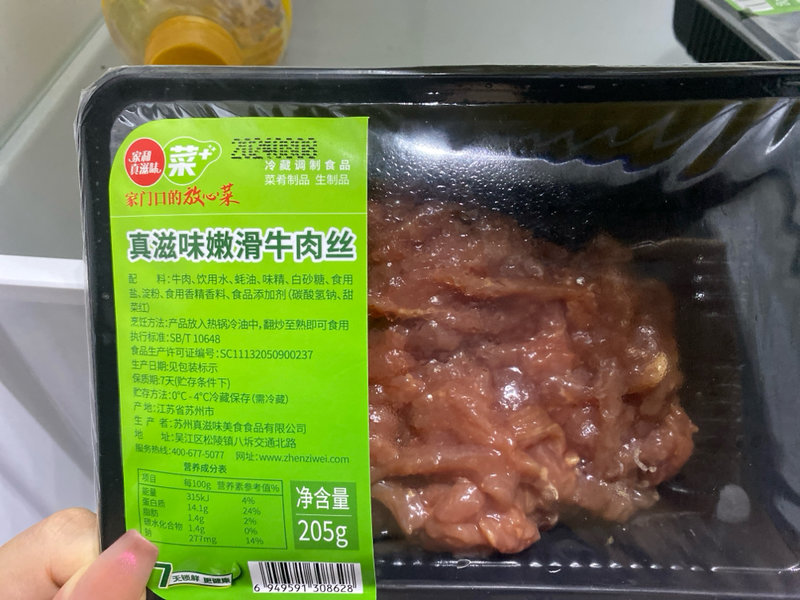 家和
真滋味
菜++
20240808
冷藏调制食品
菜肴制品 生制品
家门口的放心菜
真滋味嫩滑牛肉丝
配 料:牛肉、饮用水、蚝油、味精、白砂糖、食用
盐、淀粉、食用香精香料、食品添加剂(碳酸氢钠、甜
菜红)
烹饪方法:产品放入热锅冷油中,翻炒至熟即可食用
执行标准:SB/T 10648
食品生产许可证编号:SC11132050900237
生产日期:见包装标示
保质期:7天(贮存条件下)
贮存方法:0℃-4℃冷藏保存(需冷藏)
产 地:江苏省苏州市
生 产 者:苏州真滋味美食食品有限公司
地 址:吴江区松陵镇八坼交通北路
服务热线:400-677-5077 网址:www.zhenziwei.com
营养成分表
项目 每100g 营养素参考值%
能量 315kJ 4%
蛋白质 14.1g 24%
脂肪 1.4g 2%
碳水化合物 1.4g 0%
钠 277mg 14%
净含量
205g
7 天锁鲜 更健康
6 949591 308628